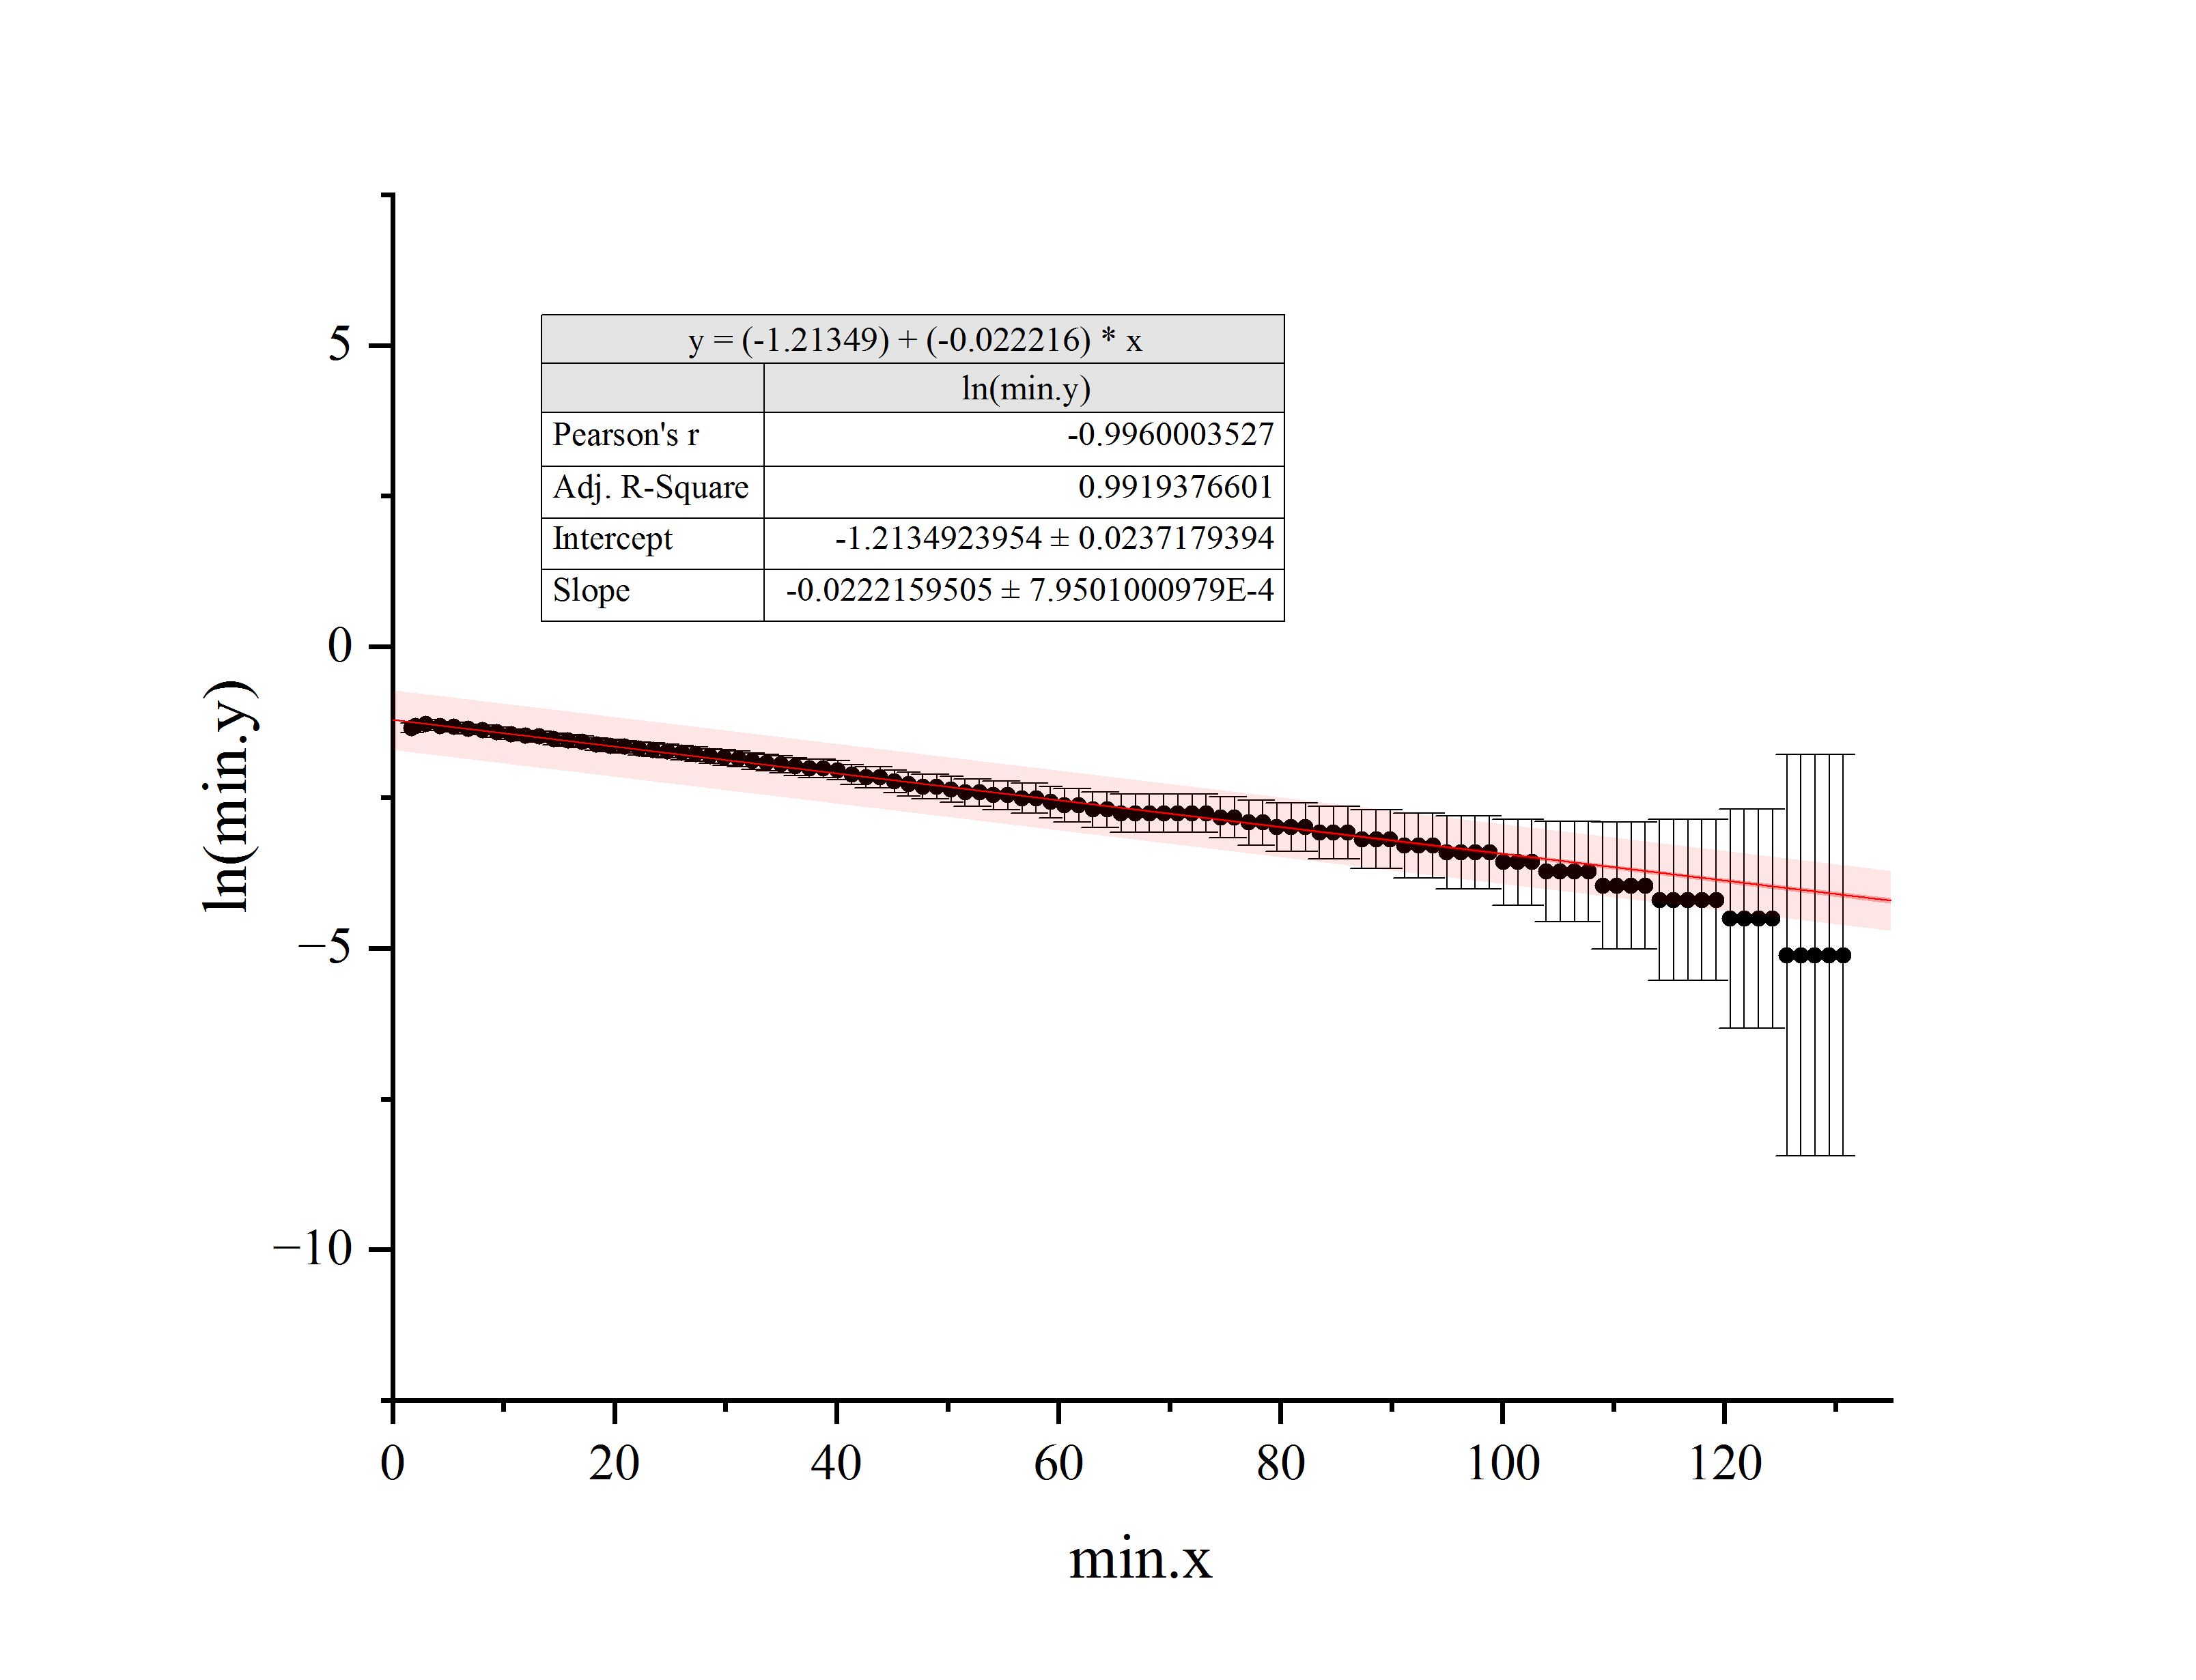 y = (-1.21349) + (-0.022216) * x
ln(min.y)
Pearson's r -0.9960003527
Adj. R-Square 0.9919376601
Intercept -1.2134923954 ± 0.0237179394
Slope -0.0222159505 ± 7.9501000979E-4
5
0
−5
−10
ln(min.y)
0 20 40 60 80 100 120
min.x